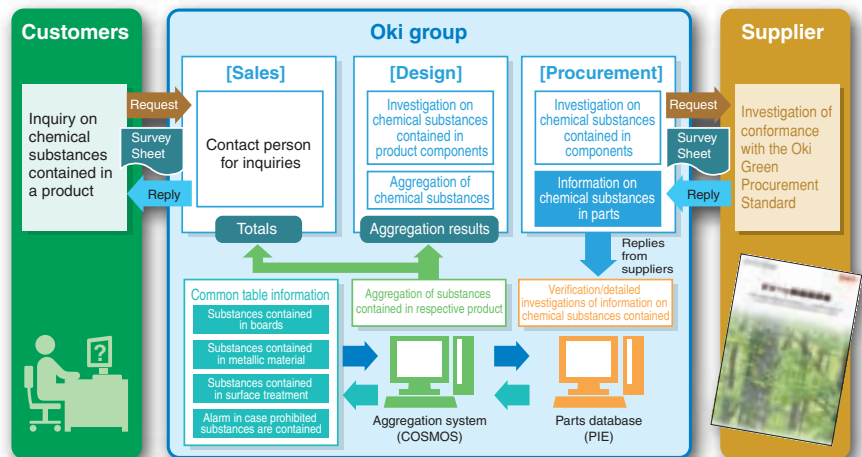 Customers
Oki group
Supplier
[Sales]
[Design]
[Procurement]
Inquiry on
chemical
substances
contained in
a product
Request
Survey
Sheet
Reply
Contact person
for inquiries
Totals
Investigation on
chemical substances
contained in
product components
Aggregation of
chemical substances
Aggregation results
Investigation on
chemical substances
contained in
components
Information on
chemical substances
in parts
Request
Survey
Sheet
Reply
Investigation of
conformance
with the Oki
Green
Procurement
Standard
Replies
from
suppliers
Common table information
Substances contained
in boards
Substances contained
in metallic material
Substances contained
in surface treatment
Alarm in case prohibited
substances are contained
Aggregation of substances
contained in respective product
Verification/detailed
investigations of information on
chemical substances contained
Aggregation system
(COSMOS)
Parts database
(PIE)
?